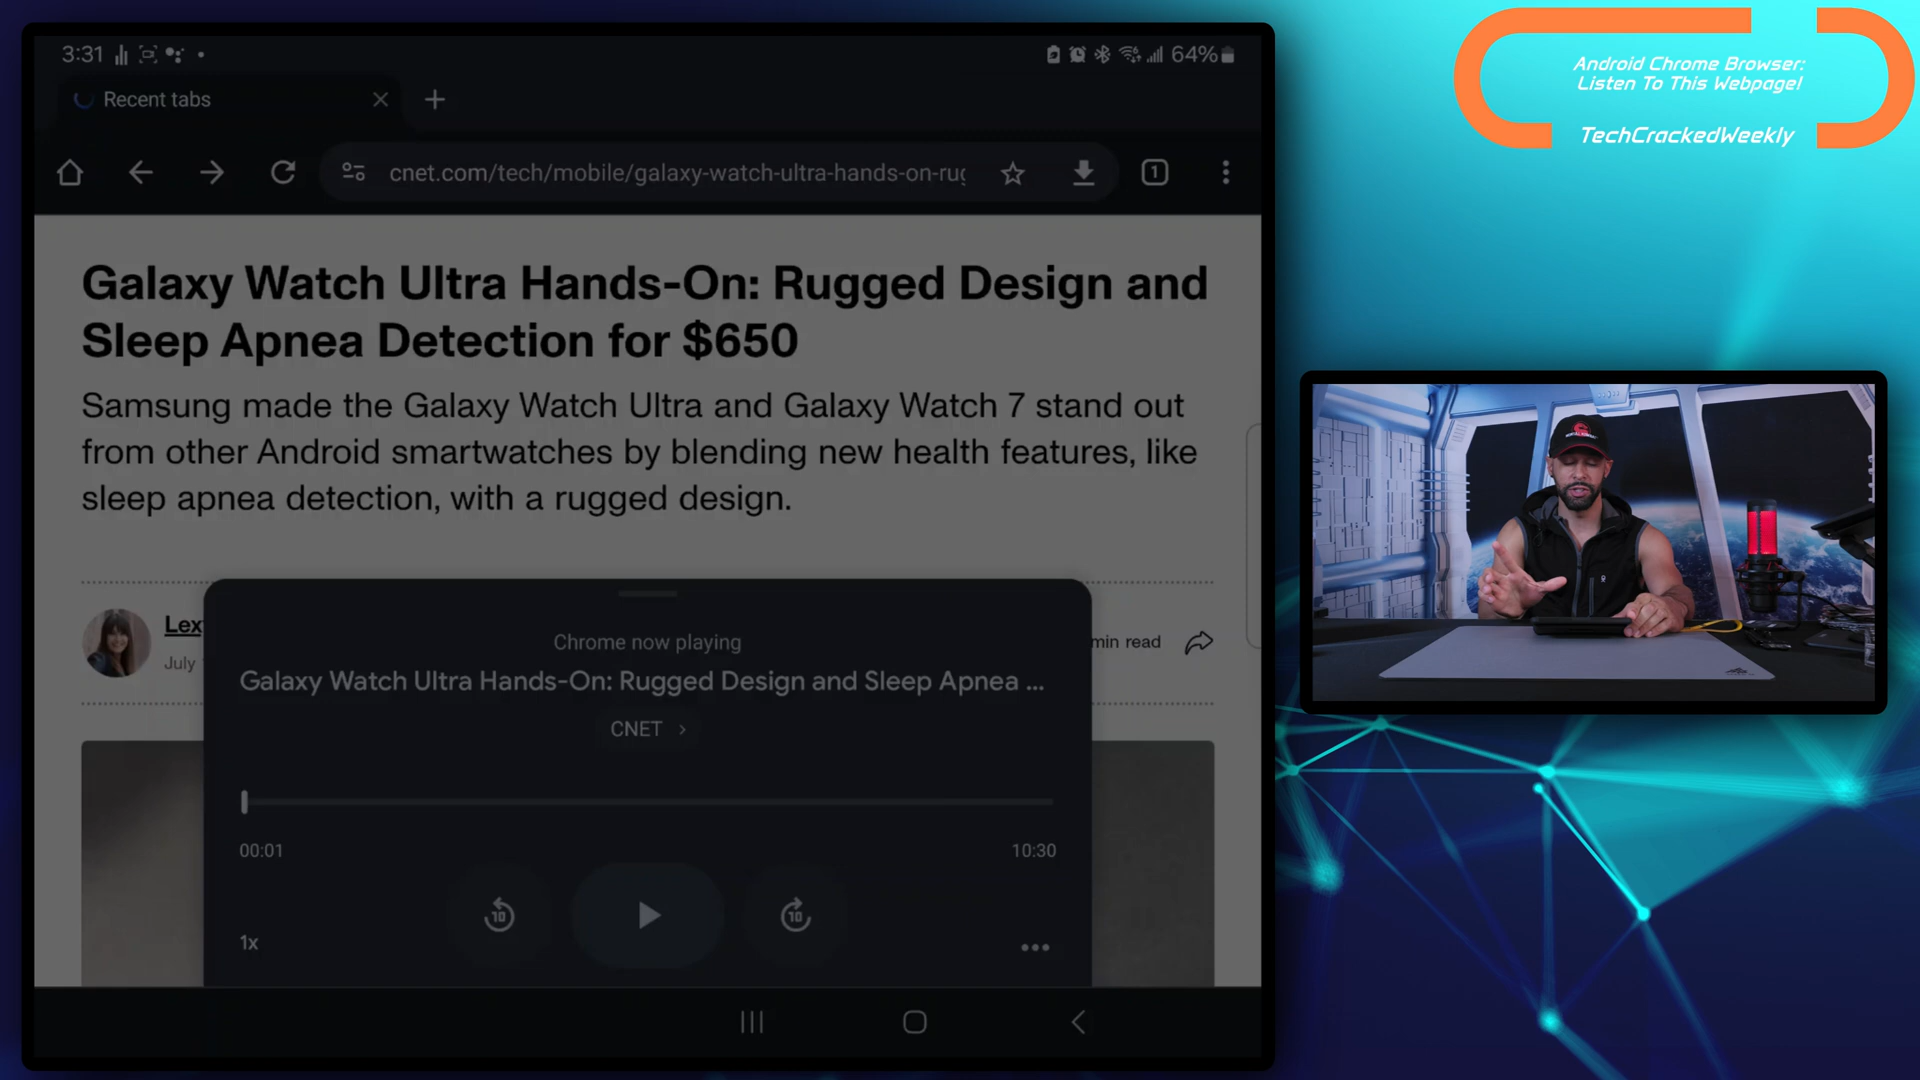 3:31
64%
Recent tabs
cnet.com/tech/mobile/galaxy-watch-ultra-hands-on-rug
1
Galaxy Watch Ultra Hands-On: Rugged Design and
Sleep Apnea Detection for $650
Samsung made the Galaxy Watch Ultra and Galaxy Watch 7 stand out
from other Android smartwatches by blending new health features, like
sleep apnea detection, with a rugged design.
Lex
July
min read
Chrome now playing
Galaxy Watch Ultra Hands-On: Rugged Design and Sleep Apnea ...
CNET
00:01
10:30
10
10
1x
Android Chrome Browser:
Listen To This Webpage!
TechCrackedWeekly